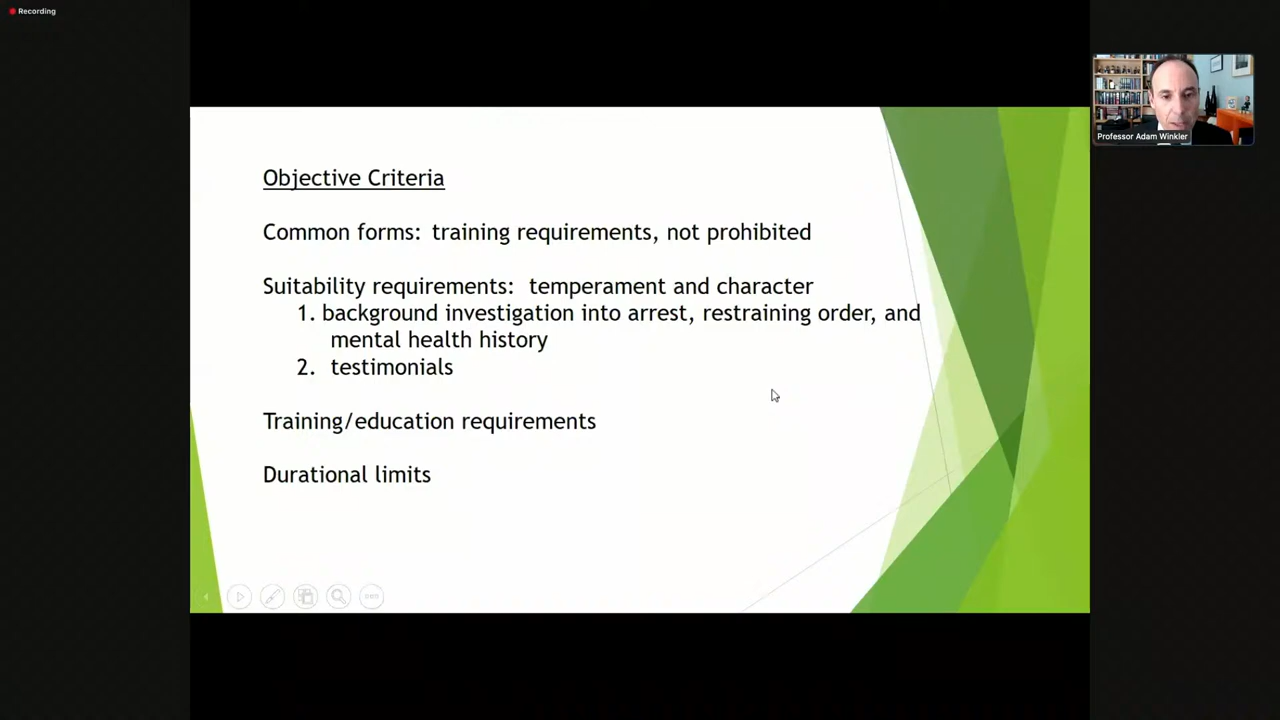 Recording
Professor Adam Winkler
Objective Criteria
Common forms: training requirements, not prohibited
Suitability requirements: temperament and character
1. background investigation into arrest, restraining order, and
mental health history
2. testimonials
Training/education requirements
Durational limits